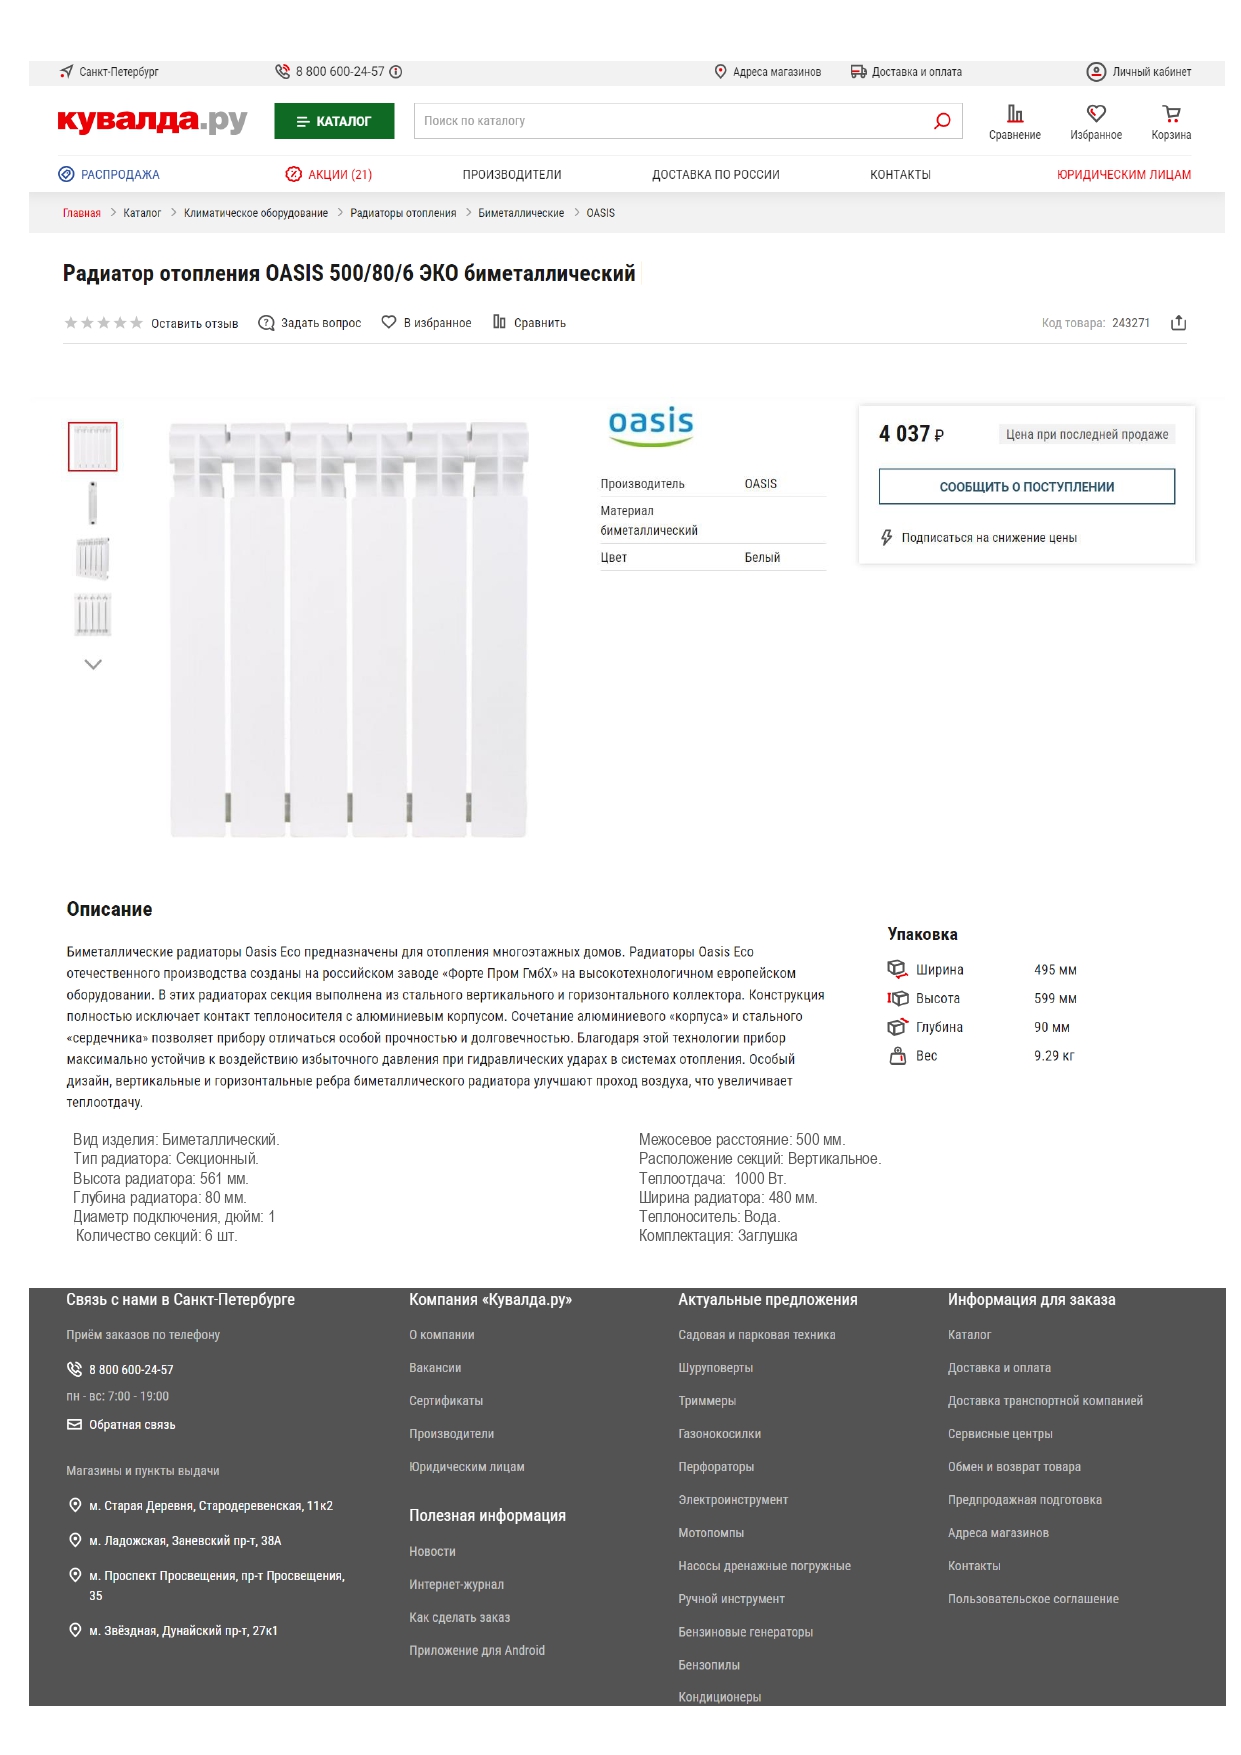 Санкт-Петербург
8 800 600-24-57
Адреса магазинов
Доставка и оплата
Личный кабинет
кувалда.ру
КАТАЛОГ
Поиск по каталогу
Сравнение
Избранное
Корзина
РАСПРОДАЖА
АКЦИИ (21)
ПРОИЗВОДИТЕЛИ
ДОСТАВКА ПО РОССИИ
КОНТАКТЫ
ЮРИДИЧЕСКИМ ЛИЦАМ
Главная > Каталог > Климатическое оборудование > Радиаторы отопления > Биметаллические > OASIS
Радиатор отопления OASIS 500/80/6 ЭКО биметаллический
Оставить отзыв
Задать вопрос
В избранное
Сравнить
Код товара: 243271
oasis
Производитель OASIS
Материал
биметаллический
Цвет Белый
4 037 ₽
Цена при последней продаже
СООБЩИТЬ О ПОСТУПЛЕНИИ
Подписаться на снижение цены
Описание
Биметаллические радиаторы Oasis Eco предназначены для отопления многоэтажных домов. Радиаторы Oasis Eco
отечественного производства созданы на российском заводе «Форте Пром ГмбХ» на высокотехнологичном европейском
оборудовании. В этих радиаторах секция выполнена из стального вертикального и горизонтального коллектора. Конструкция
полностью исключает контакт теплоносителя с алюминиевым корпусом. Сочетание алюминиевого «корпуса» и стального
«сердечника» позволяет прибору отличаться особой прочностью и долговечностью. Благодаря этой технологии прибор
максимально устойчив к воздействию избыточного давления при гидравлических ударах в системах отопления. Особый
дизайн, вертикальные и горизонтальные ребра биметаллического радиатора улучшают проход воздуха, что увеличивает
теплоотдачу.
Упаковка
Ширина 495 мм
Высота 599 мм
Глубина 90 мм
Вес 9.29 кг
Вид изделия: Биметаллический.
Тип радиатора: Секционный.
Высота радиатора: 561 мм.
Глубина радиатора: 80 мм.
Диаметр подключения, дюйм: 1
Количество секций: 6 шт.
Межосевое расстояние: 500 мм.
Расположение секций: Вертикальное.
Теплоотдача: 1000 Вт.
Ширина радиатора: 480 мм.
Теплоноситель: Вода.
Комплектация: Заглушка
Связь с нами в Санкт-Петербурге
Приём заказов по телефону
8 800 600-24-57
пн - вс: 7:00 - 19:00
Обратная связь
Магазины и пункты выдачи
м. Старая Деревня, Стародеревенская, 11к2
м. Ладожская, Заневский пр-т, 38А
м. Проспект Просвещения, пр-т Просвещения,
35
м. Звёздная, Дунайский пр-т, 27к1
Компания «Кувалда.ру»
О компании
Вакансии
Сертификаты
Производители
Юридическим лицам
Полезная информация
Новости
Интернет-журнал
Как сделать заказ
Приложение для Android
Актуальные предложения
Садовая и парковая техника
Шуруповерты
Триммеры
Газонокосилки
Перфораторы
Электроинструмент
Мотопомпы
Насосы дренажные погружные
Ручной инструмент
Бензиновые генераторы
Бензопилы
Кондиционеры
Информация для заказа
Каталог
Доставка и оплата
Доставка транспортной компанией
Сервисные центры
Обмен и возврат товара
Предпродажная подготовка
Адреса магазинов
Контакты
Пользовательское соглашение